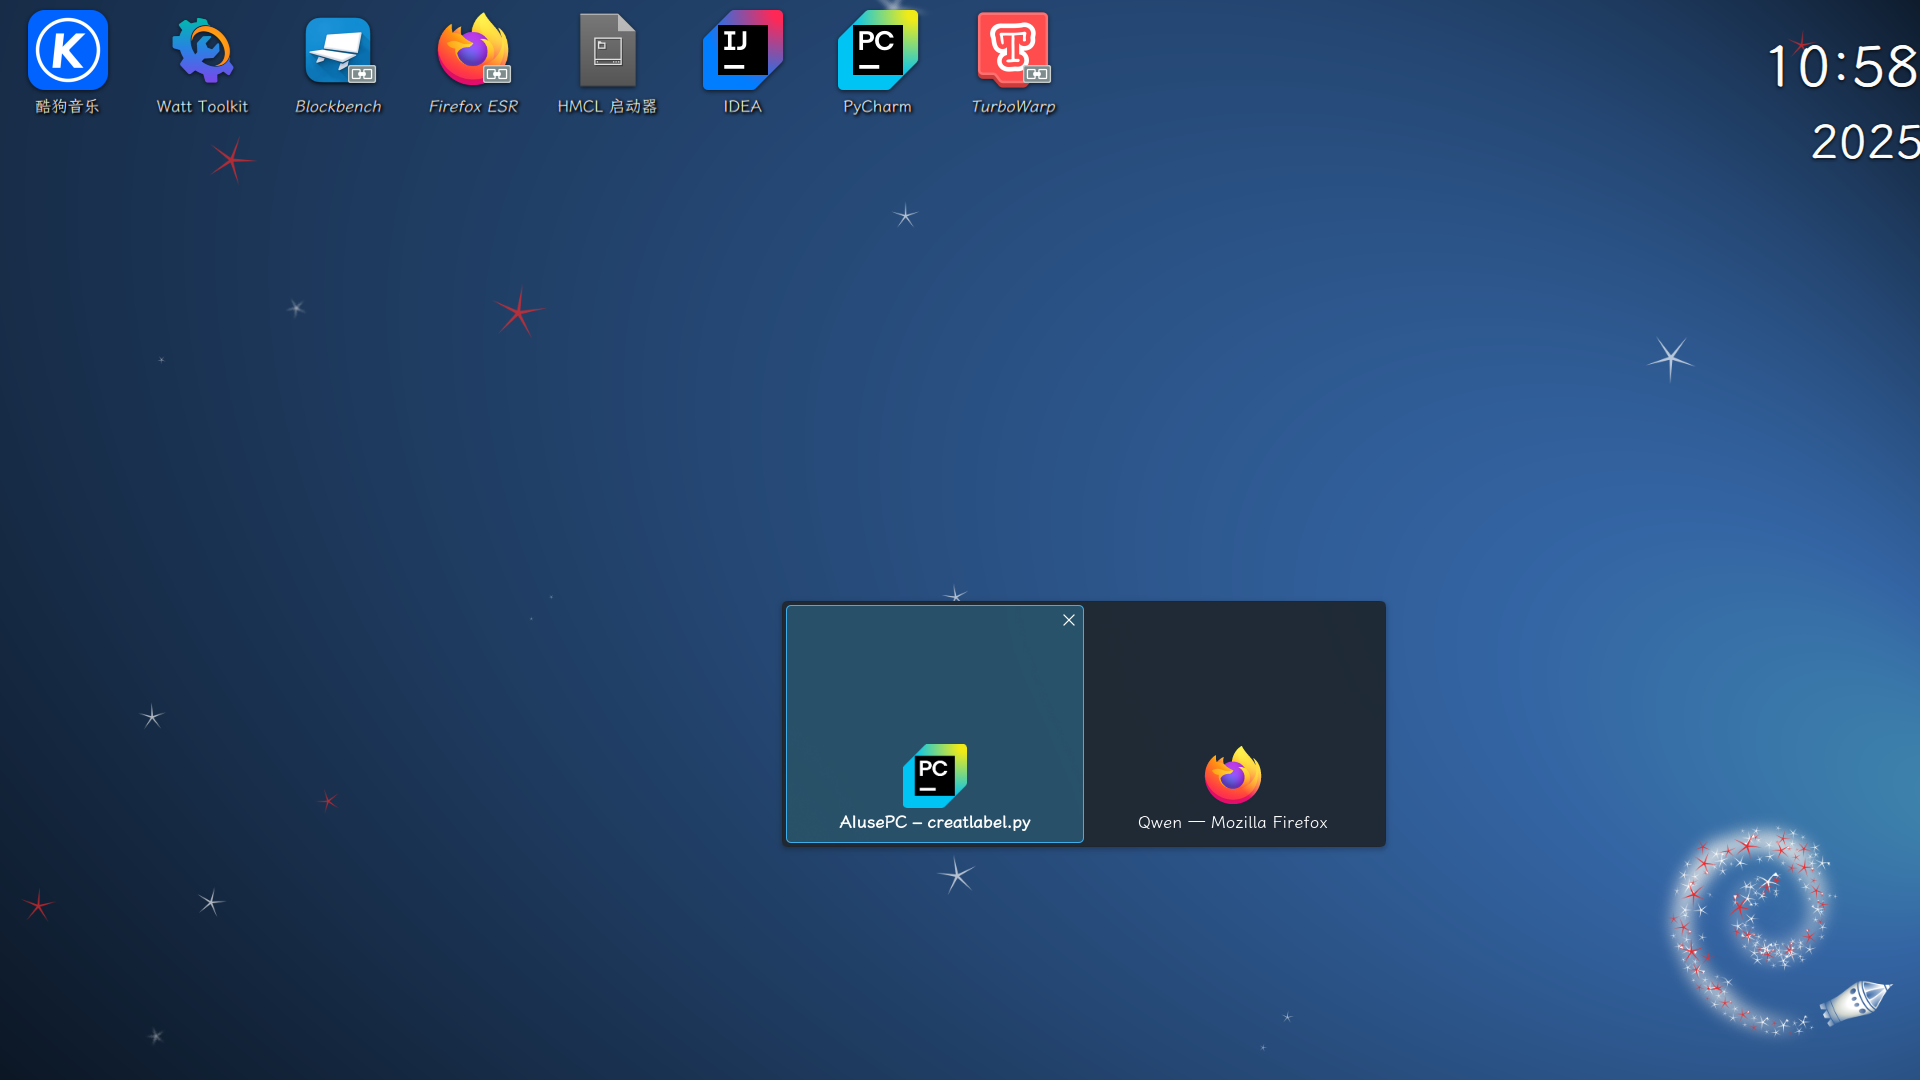 酷狗音乐
Watt Toolkit
Blockbench
Firefox ESR
HMCL 启动器
IJ
IDEA
PC
PyCharm
TurboWarp
10:58
2025
PC
AIusePC – creatlabel.py
Qwen — Mozilla Firefox